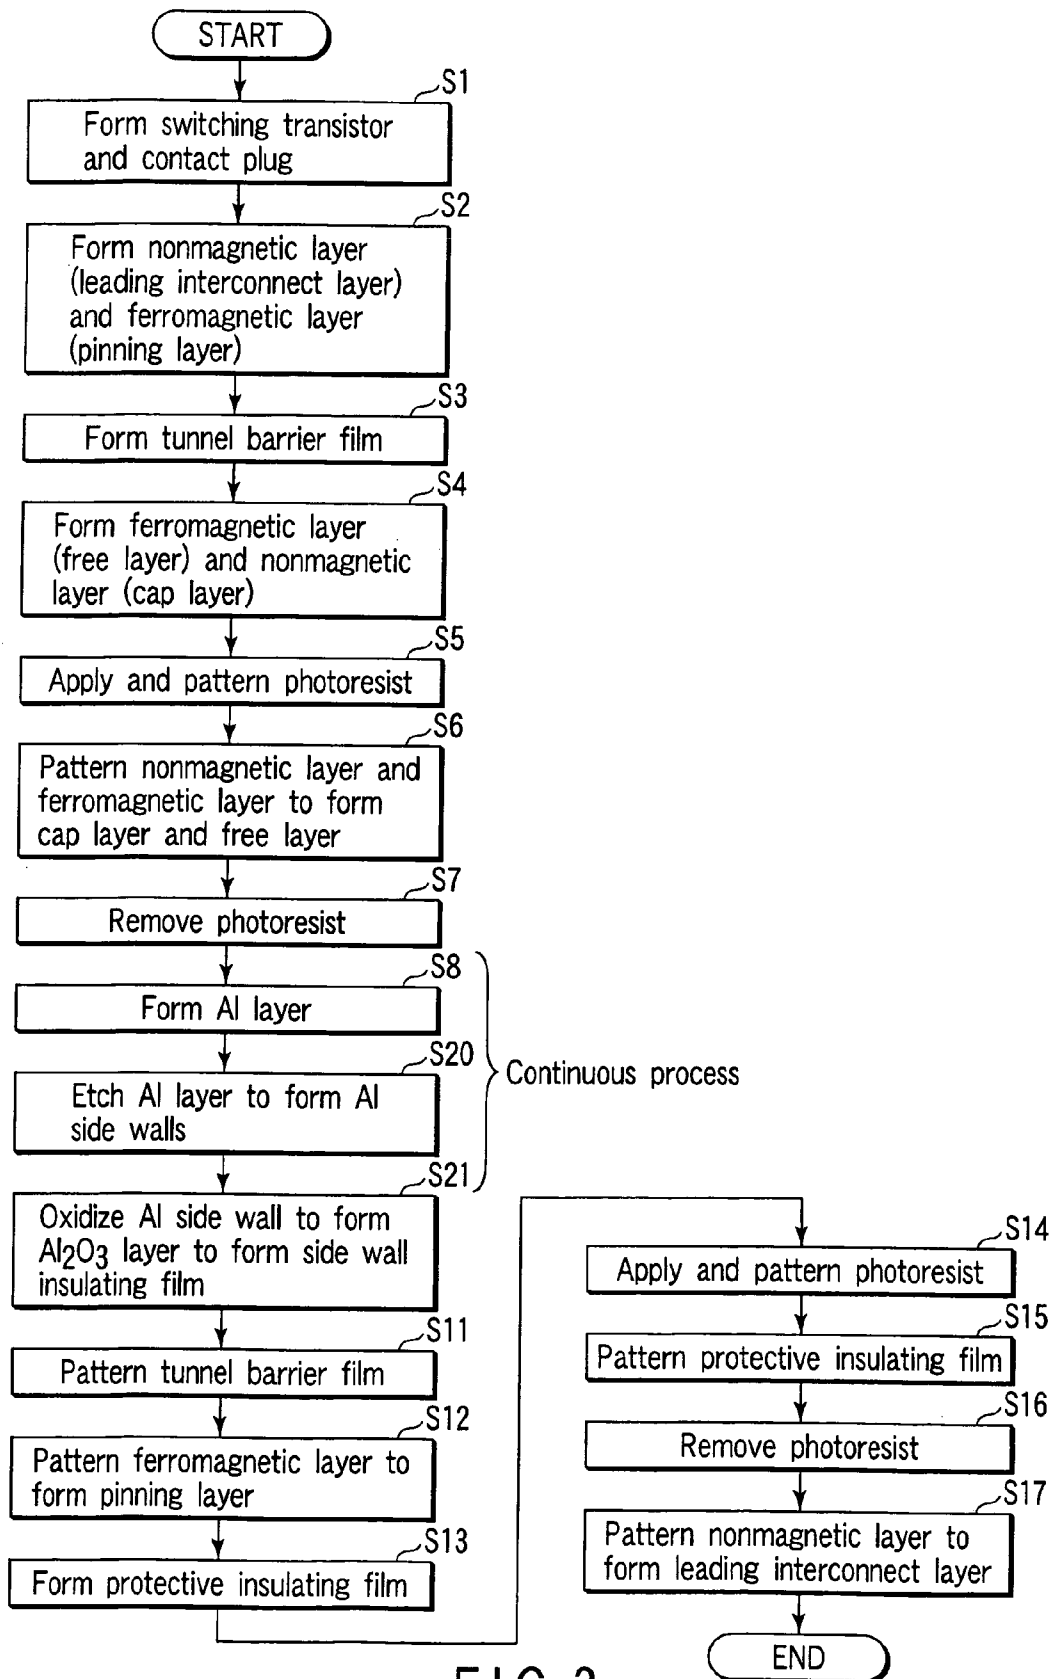 START
S1
Form switching transistor
and contact plug
S2
Form nonmagnetic layer
(leading interconnect layer)
and ferromagnetic layer
(pinning layer)
S3
Form tunnel barrier film
S4
Form ferromagnetic layer
(free layer) and nonmagnetic
layer (cap layer)
S5
Apply and pattern photoresist
S6
Pattern nonmagnetic layer and
ferromagnetic layer to form
cap layer and free layer
S7
Remove photoresist
S8
Form Al layer
S20
Etch Al layer to form Al
side walls
Continuous process
S21
Oxidize Al side wall to form
Al2O3 layer to form side wall
insulating film
S11
Pattern tunnel barrier film
S12
Pattern ferromagnetic layer to
form pinning layer
S13
Form protective insulating film
S14
Apply and pattern photoresist
S15
Pattern protective insulating film
S16
Remove photoresist
S17
Pattern nonmagnetic layer to
form leading interconnect layer
END